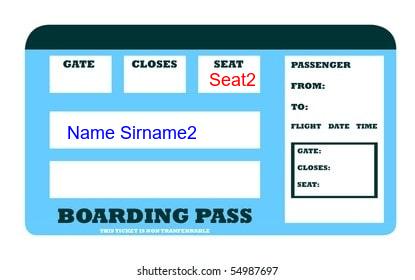 GATE CLOSES SEAT
Seat2
Name Sirname2
BOARDING PASS
THIS TICKET IS NON TRANFERRABLE
PASSENGER
FROM:
TO:
FLIGHT DATE TIME
GATE:
CLOSES:
SEAT:
shutterstock.com · 54987697